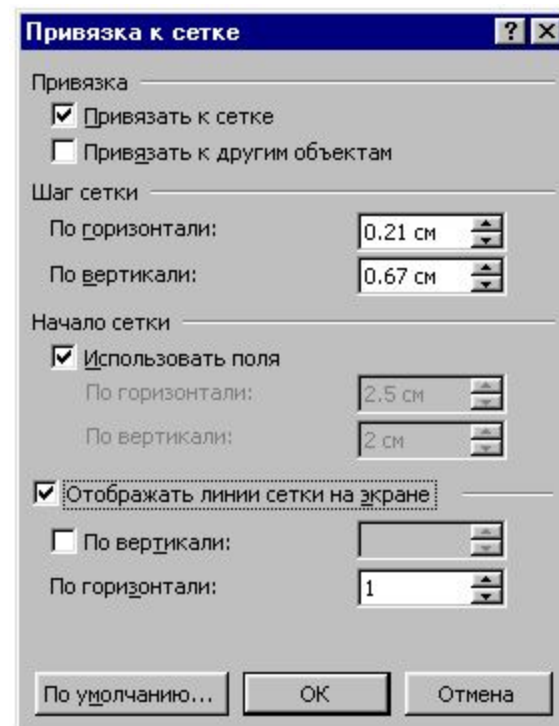 Привязка к сетке
Привязка
Привязать к сетке
Привязать к другим объектам
Шаг сетки
По горизонтали: 0.21 см
По вертикали: 0.67 см
Начало сетки
Использовать поля
По горизонтали: 2.5 см
По вертикали: 2 см
Отображать линии сетки на экране
По вертикали:
По горизонтали: 1
По умолчанию... ОК Отмена